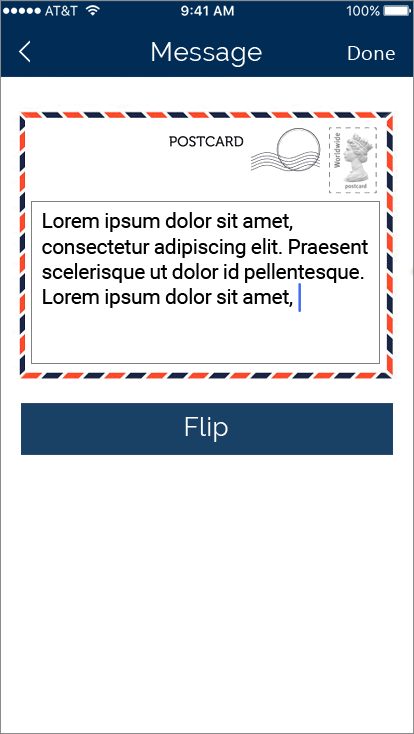 AT&T 9:41 AM 100%
Message Done
POSTCARD
Worldwide
postcard
Lorem ipsum dolor sit amet,
consectetur adipiscing elit. Praesent
scelerisque ut dolor id pellentesque.
Lorem ipsum dolor sit amet,
Flip